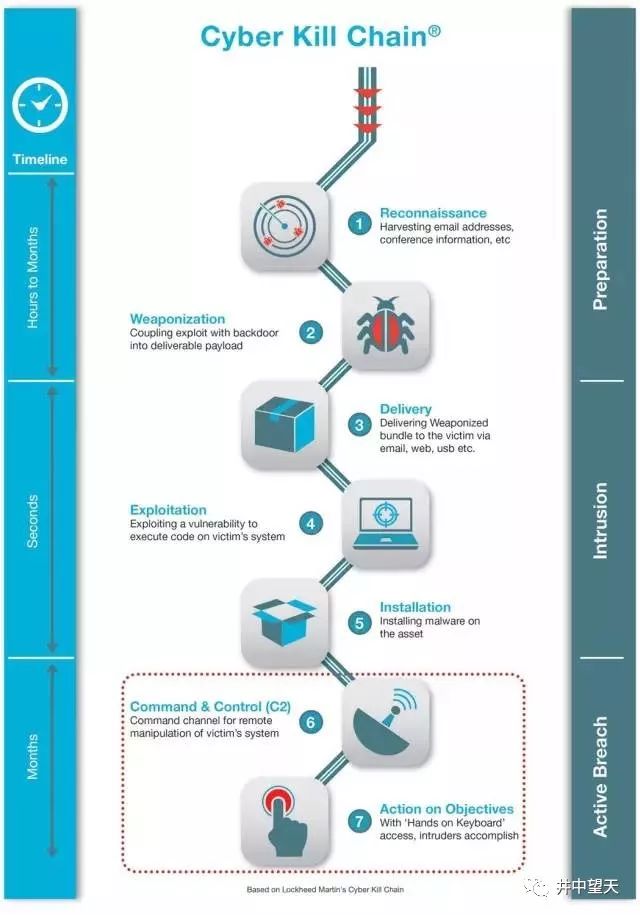 Cyber Kill Chain®
Timeline
Hours to Months
Preparation
1
Reconnaissance
Harvesting email addresses,
conference information, etc
Weaponization
Coupling exploit with backdoor
into deliverable payload
2
3
Delivery
Delivering Weaponized
bundle to the victim via
email, web, usb etc.
Seconds
Intrusion
Exploitation
Exploiting a vulnerability to
execute code on victim's system
4
5
Installation
Installing malware on
the asset
Months
Active Breach
Command & Control (C2)
Command channel for remote
manipulation of victim's system
6
7
Action on Objectives
With 'Hands on Keyboard'
access, intruders accomplish
Based on Lockheed Martin's Cyber Kill Chain
井中望天